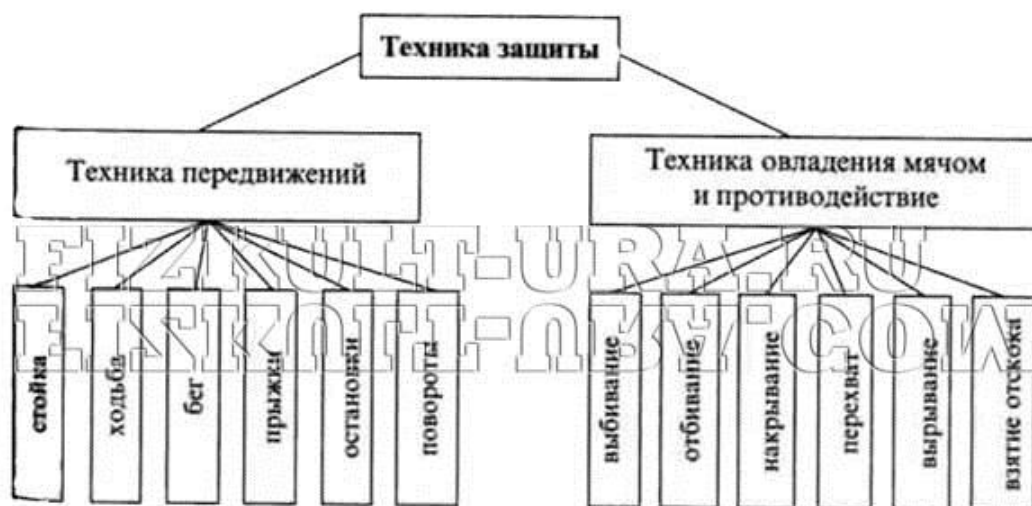 Техника защиты
Техника передвижений
Техника овладения мячом
и противодействие
стойка
ходьба
бег
прыжки
остановки
повороты
выбивание
отбивание
накрывание
перехват
вырывание
взятие отскока
FIZKULTT-URA.RU